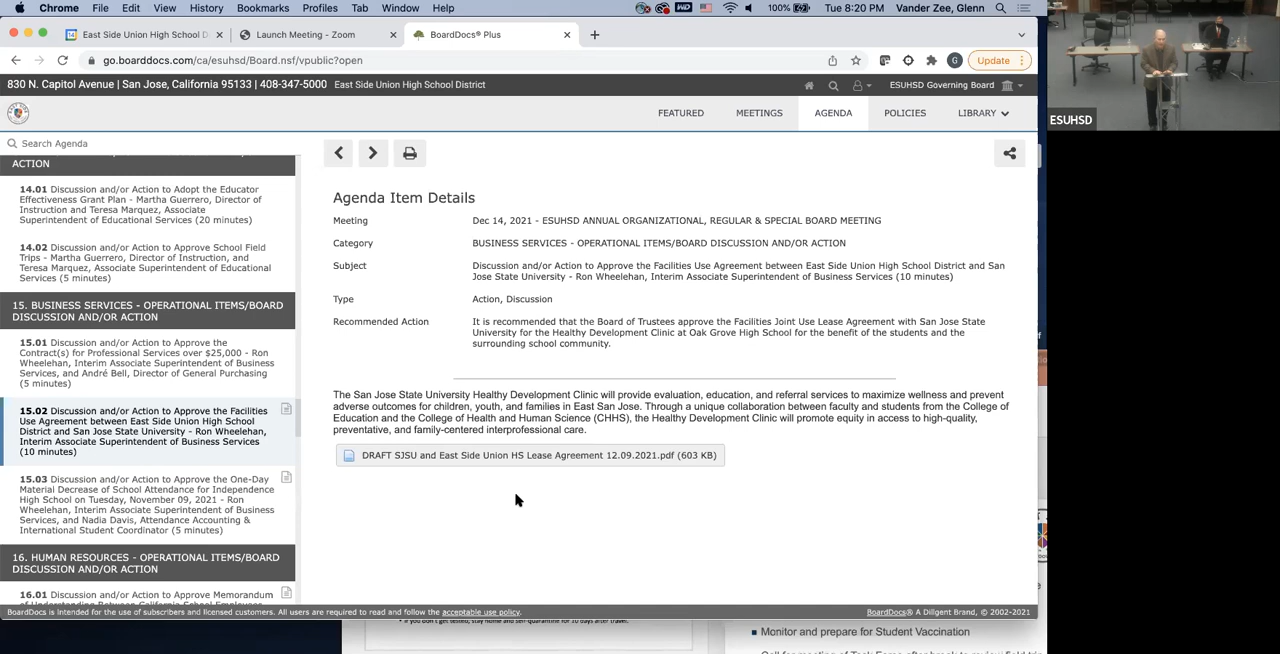 Chrome File Edit View History Bookmarks Profiles Tab Window Help 100% Tue 8:20 PM Vander Zee, Glenn
East Side Union High School D
Launch Meeting - Zoom
BoardDocs® Plus
go.boarddocs.com/ca/esuhsd/Board.nsf/vpublic?open
G
Update
830 N. Capitol Avenue | San Jose, California 95133 | 408-347-5000 East Side Union High School District
ESUHSD Governing Board
FEATURED MEETINGS AGENDA POLICIES LIBRARY
ESUHSD
Search Agenda
ACTION
14.01 Discussion and/or Action to Adopt the Educator
Effectiveness Grant Plan - Martha Guerrero, Director of
Instruction and Teresa Marquez, Associate
Superintendent of Educational Services (20 minutes)
14.02 Discussion and/or Action to Approve School Field
Trips - Martha Guerrero, Director of Instruction, and
Teresa Marquez, Associate Superintendent of Educational
Services (5 minutes)
15. BUSINESS SERVICES - OPERATIONAL ITEMS/BOARD
DISCUSSION AND/OR ACTION
15.01 Discussion and/or Action to Approve the
Contract(s) for Professional Services over $25,000 - Ron
Wheelehan, Interim Associate Superintendent of Business
Services, and André Bell, Director of General Purchasing
(5 minutes)
15.02 Discussion and/or Action to Approve the Facilities
Use Agreement between East Side Union High School
District and San Jose State University - Ron Wheelehan,
Interim Associate Superintendent of Business Services
(10 minutes)
15.03 Discussion and/or Action to Approve the One-Day
Material Decrease of School Attendance for Independence
High School on Tuesday, November 09, 2021 - Ron
Wheelehan, Interim Associate Superintendent of Business
Services, and Nadia Davis, Attendance Accounting &
International Student Coordinator (5 minutes)
16. HUMAN RESOURCES - OPERATIONAL ITEMS/BOARD
DISCUSSION AND/OR ACTION
16.01 Discussion and/or Action to Approve Memorandum
of Understanding Between California School Employees
Agenda Item Details
Meeting Dec 14, 2021 - ESUHSD ANNUAL ORGANIZATIONAL, REGULAR & SPECIAL BOARD MEETING
Category BUSINESS SERVICES - OPERATIONAL ITEMS/BOARD DISCUSSION AND/OR ACTION
Subject Discussion and/or Action to Approve the Facilities Use Agreement between East Side Union High School District and San
Jose State University - Ron Wheelehan, Interim Associate Superintendent of Business Services (10 minutes)
Type Action, Discussion
Recommended Action It is recommended that the Board of Trustees approve the Facilities Joint Use Lease Agreement with San Jose State
University for the Healthy Development Clinic at Oak Grove High School for the benefit of the students and the
surrounding school community.
The San Jose State University Healthy Development Clinic will provide evaluation, education, and referral services to maximize wellness and prevent
adverse outcomes for children, youth, and families in East San Jose. Through a unique collaboration between faculty and students from the College of
Education and the College of Health and Human Science (CHHS), the Healthy Development Clinic will promote equity in access to high-quality,
preventative, and family-centered interprofessional care.
DRAFT SJSU and East Side Union HS Lease Agreement 12.09.2021.pdf (603 KB)
BoardDocs is intended for the use of subscribers and licensed customers. All users are required to read and follow the acceptable use policy.
BoardDocs® A Diligent Brand, © 2002-2021
Monitor and prepare for Student Vaccination